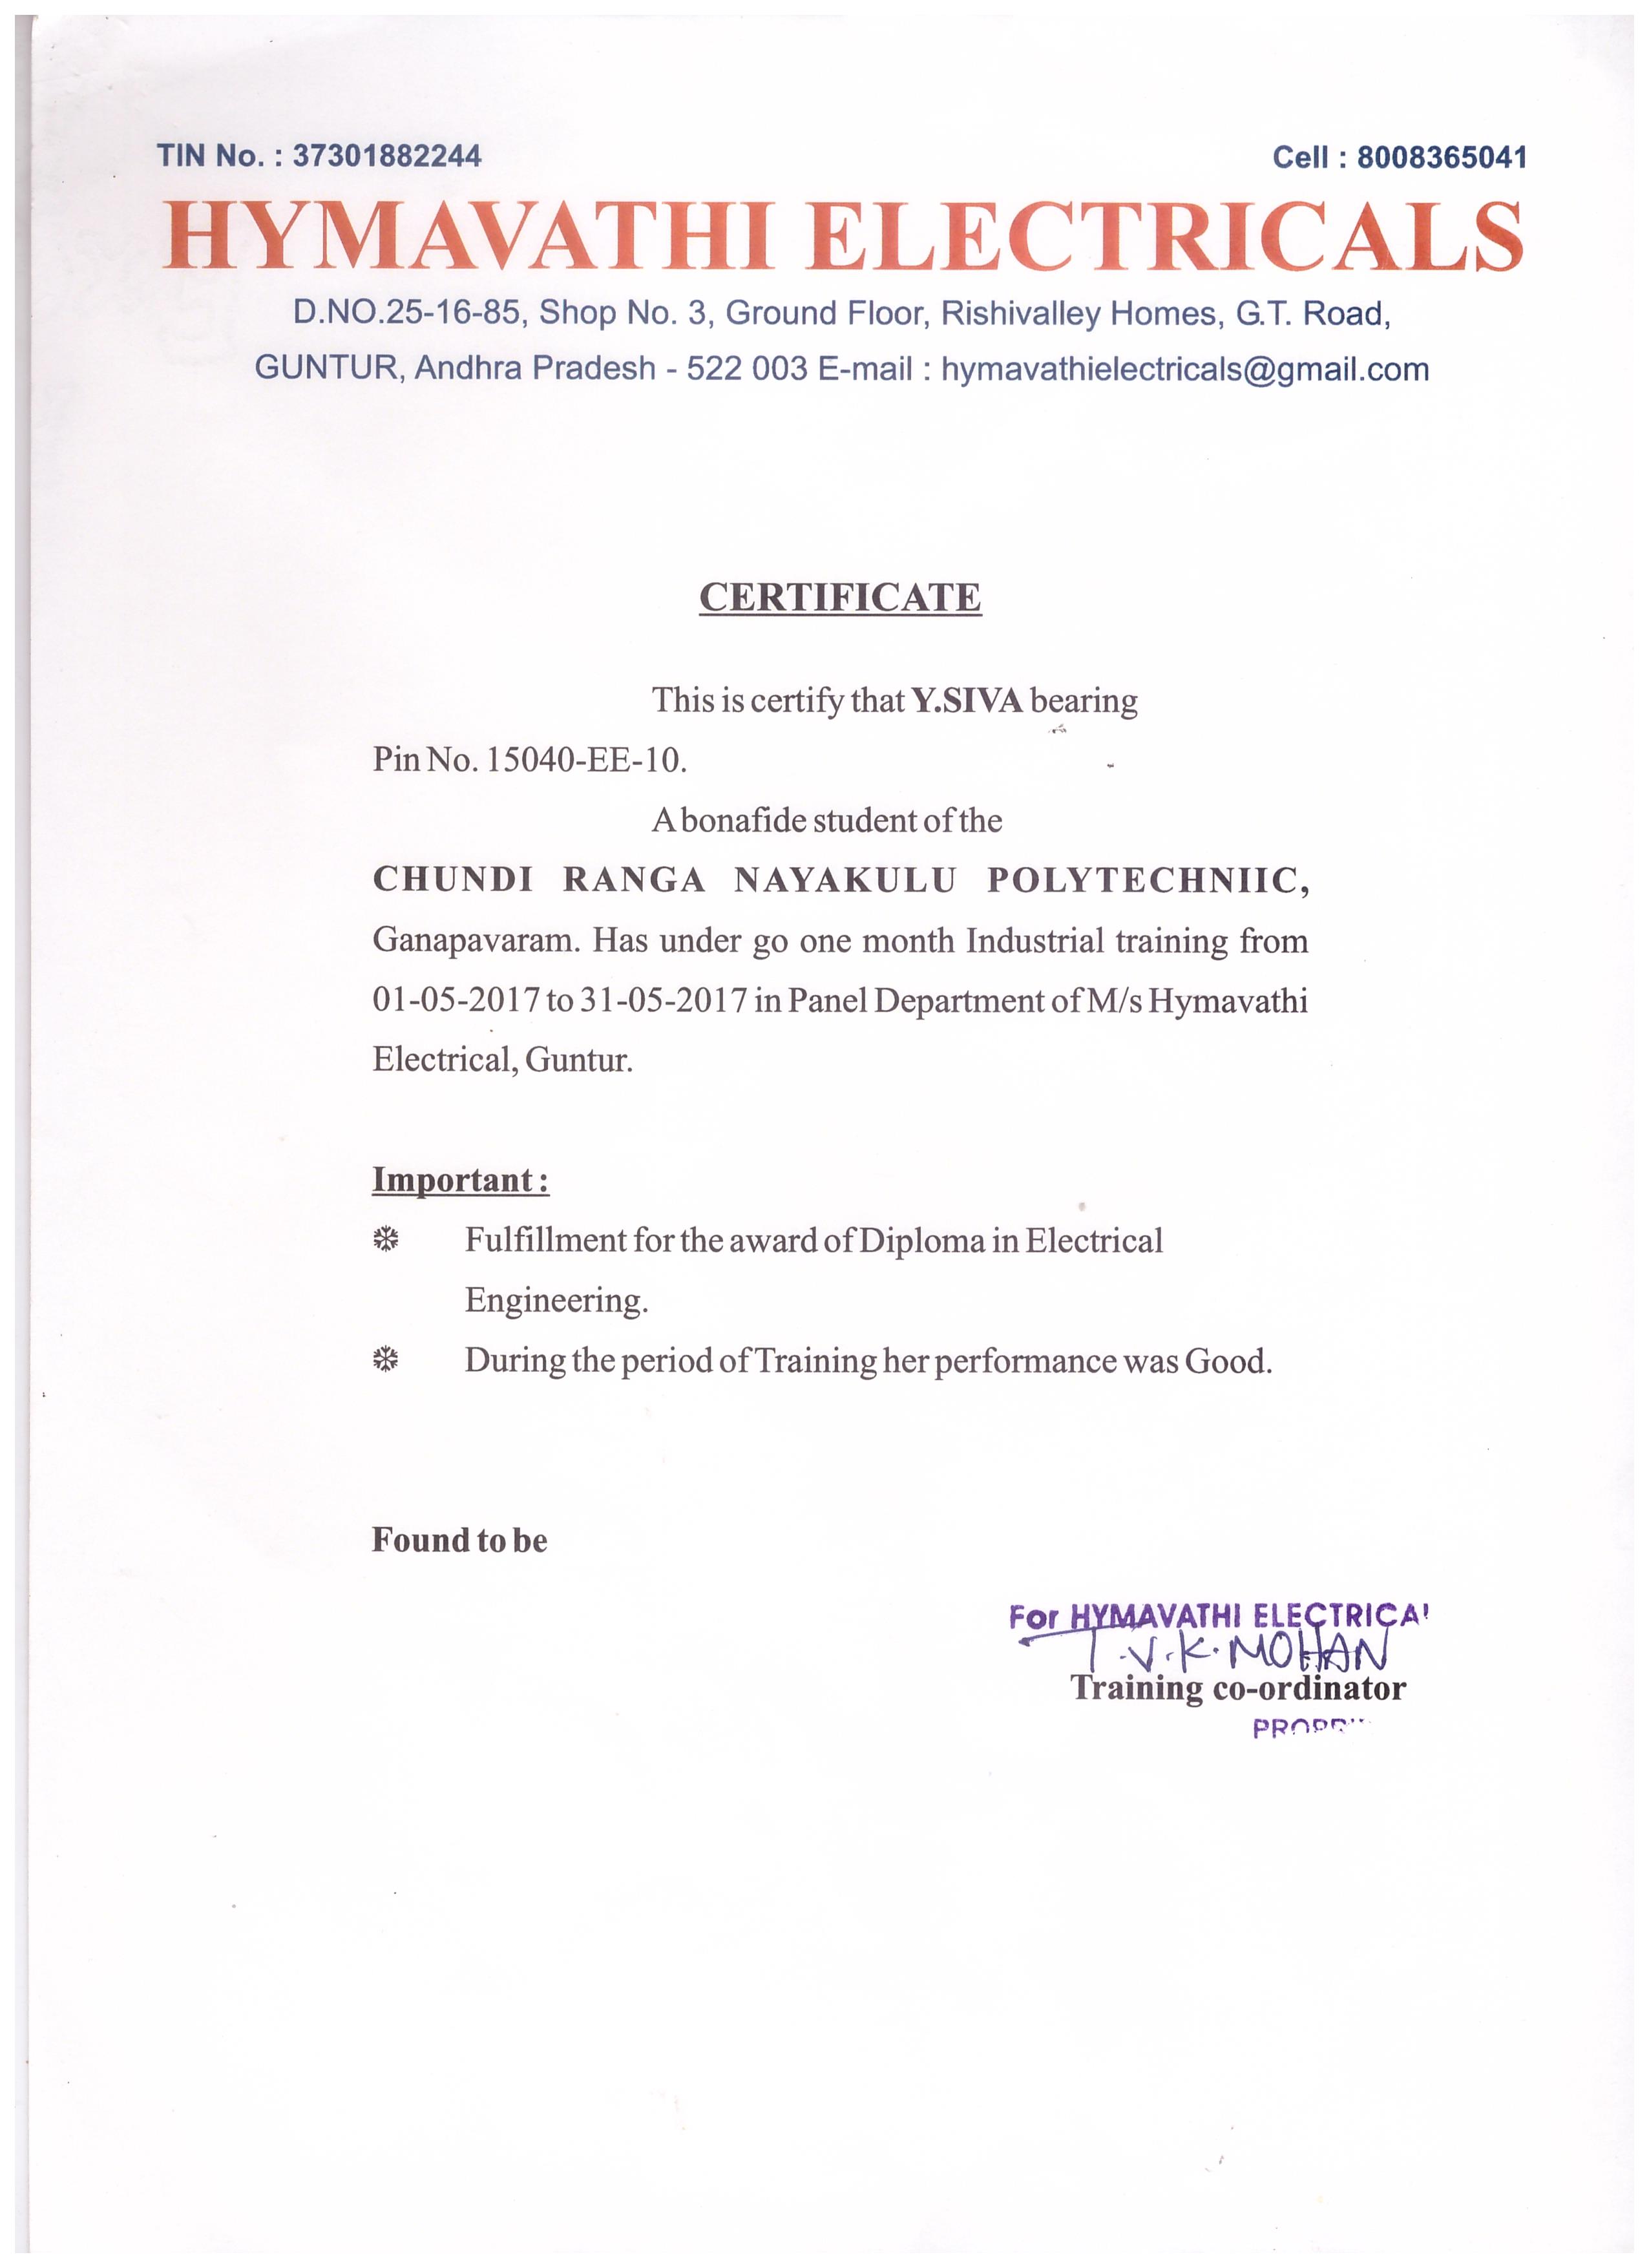 TIN No. : 37301882244
Cell : 8008365041
HYMAVATHI ELECTRICALS
D.NO.25-16-85, Shop No. 3, Ground Floor, Rishivalley Homes, G.T. Road,
GUNTUR, Andhra Pradesh - 522 003 E-mail : hymavathielectricals@gmail.com
CERTIFICATE
This is certify that Y.SIVA bearing
Pin No. 15040-EE-10.
A bonafide student of the
CHUNDI RANGA NAYAKULU POLYTECHNIIC,
Ganapavaram. Has under go one month Industrial training from
01-05-2017 to 31-05-2017 in Panel Department of M/s Hymavathi
Electrical, Guntur.
Important :
❄ Fulfillment for the award of Diploma in Electrical
Engineering.
❄ During the period of Training her performance was Good.
Found to be
For HYMAVATHI ELECTRICA
T.V.K.MOHAN
Training co-ordinator